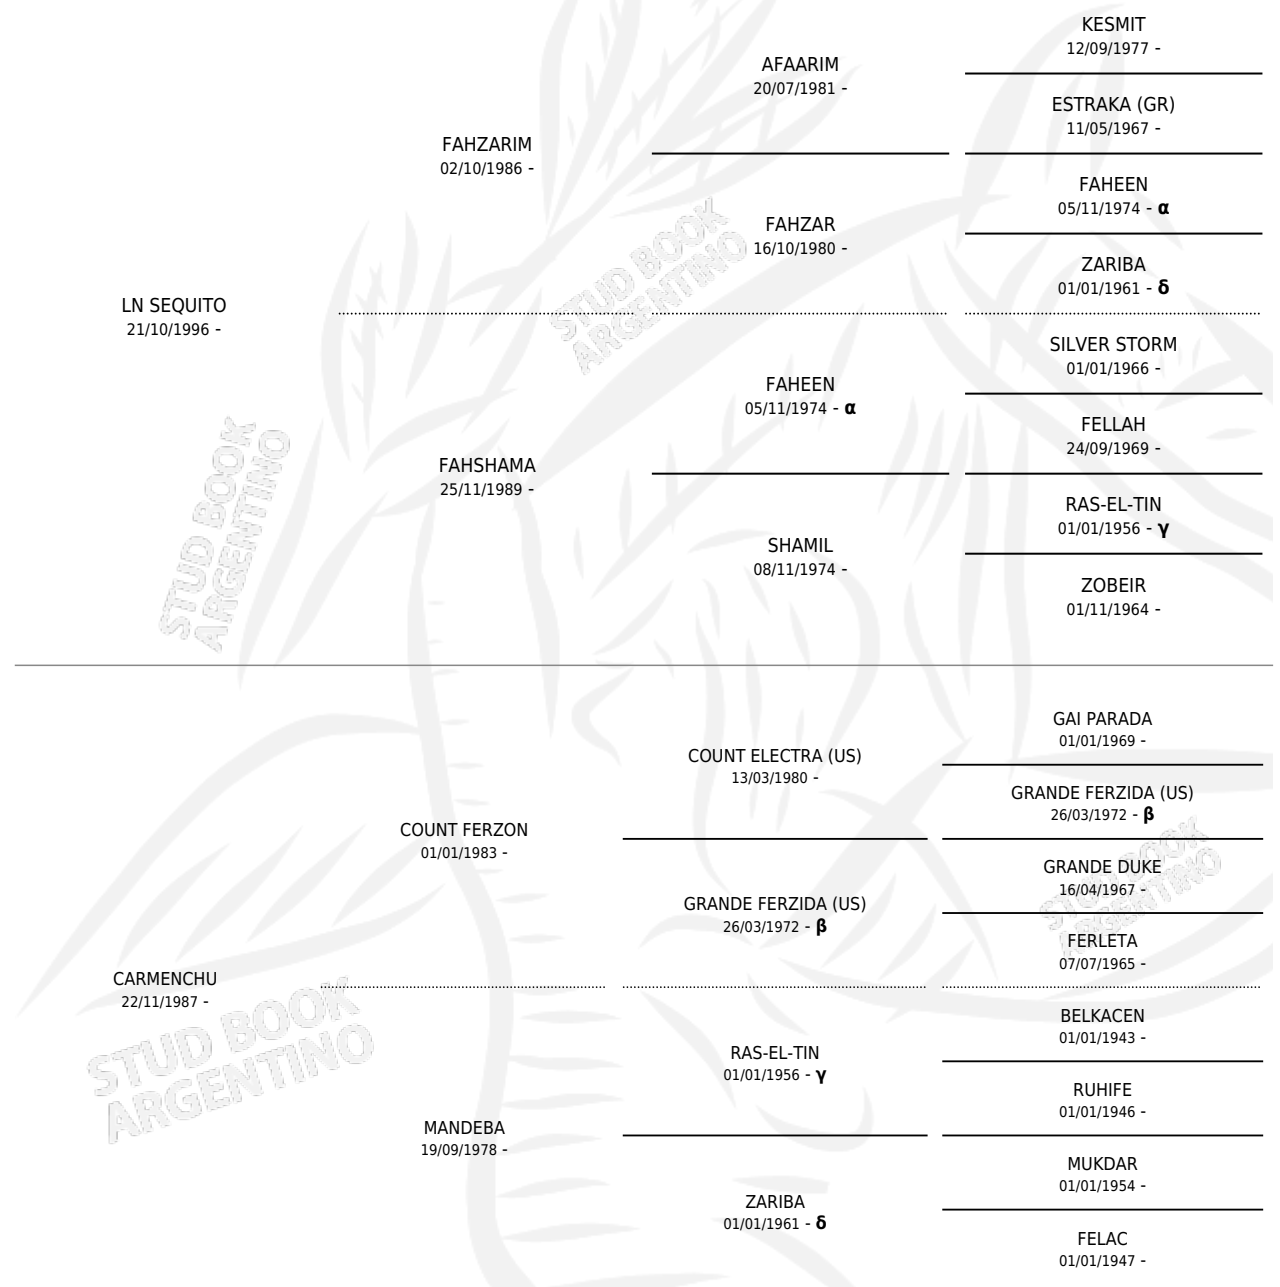 KESMIT
12/09/1977 -
AFAARIM
20/07/1981 -
ESTRAKA (GR)
11/05/1967 -
FAHZARIM
02/10/1986 -
FAHEEN
05/11/1974 - α
FAHZAR
16/10/1980 -
ZARIBA
01/01/1961 - δ
LN SEQUITO
21/10/1996 -
SILVER STORM
01/01/1966 -
FAHEEN
05/11/1974 - α
FELLAH
24/09/1969 -
FAHSHAMA
25/11/1989 -
RAS-EL-TIN
01/01/1956 - γ
SHAMIL
08/11/1974 -
ZOBEIR
01/11/1964 -
GAI PARADA
01/01/1969 -
COUNT ELECTRA (US)
13/03/1980 -
GRANDE FERZIDA (US)
26/03/1972 - β
COUNT FERZON
01/01/1983 -
GRANDE DUKE
16/04/1967 -
GRANDE FERZIDA (US)
26/03/1972 - β
FERLETA
07/07/1965 -
CARMENCHU
22/11/1987 -
BELKACEN
01/01/1943 -
RAS-EL-TIN
01/01/1956 - γ
RUHIFE
01/01/1946 -
MANDEBA
19/09/1978 -
MUKDAR
01/01/1954 -
ZARIBA
01/01/1961 - δ
FELAC
01/01/1947 -
STUD BOOK
ARGENTINO
STUD BOOK
ARGENTINO
STUD BOOK
ARGENTINO
STUD BOOK
ARGENTINO